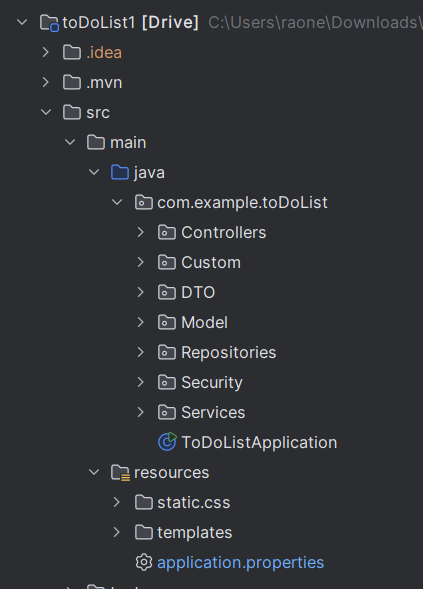 toDoList1 [Drive] C:\Users\raone\Downloads\
.idea
.mvn
src
main
java
com.example.toDoList
Controllers
Custom
DTO
Model
Repositories
Security
Services
ToDoListApplication
resources
static.css
templates
application.properties